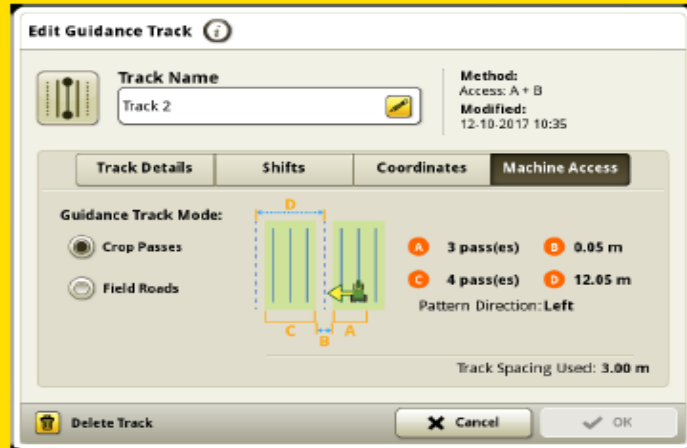 Edit Guidance Track i
Track Name
Track 2
Method:
Access: A + B
Modified:
12-10-2017 10:35
Track Details Shifts Coordinates Machine Access
Guidance Track Mode:
Crop Passes
Field Roads
D
C B A
A 3 pass(es) B 0.05 m
C 4 pass(es) D 12.05 m
Pattern Direction: Left
Track Spacing Used: 3.00 m
Delete Track Cancel OK